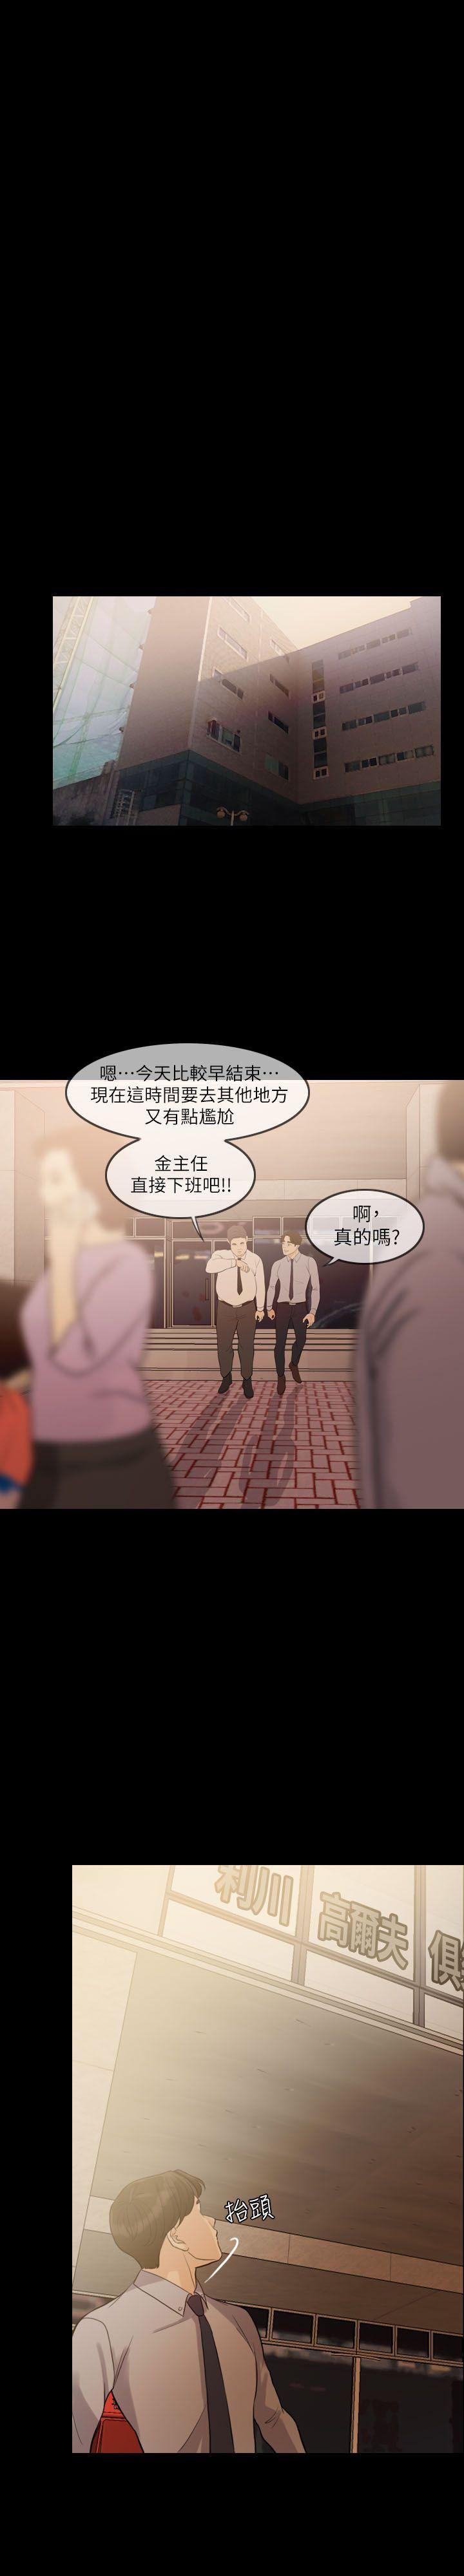 嗯…今天比較早結束…
現在這時間要去其他地方
又有點尷尬
金主任
直接下班吧!!
啊，
真的嗎?
利川 高爾夫 俱
抬頭